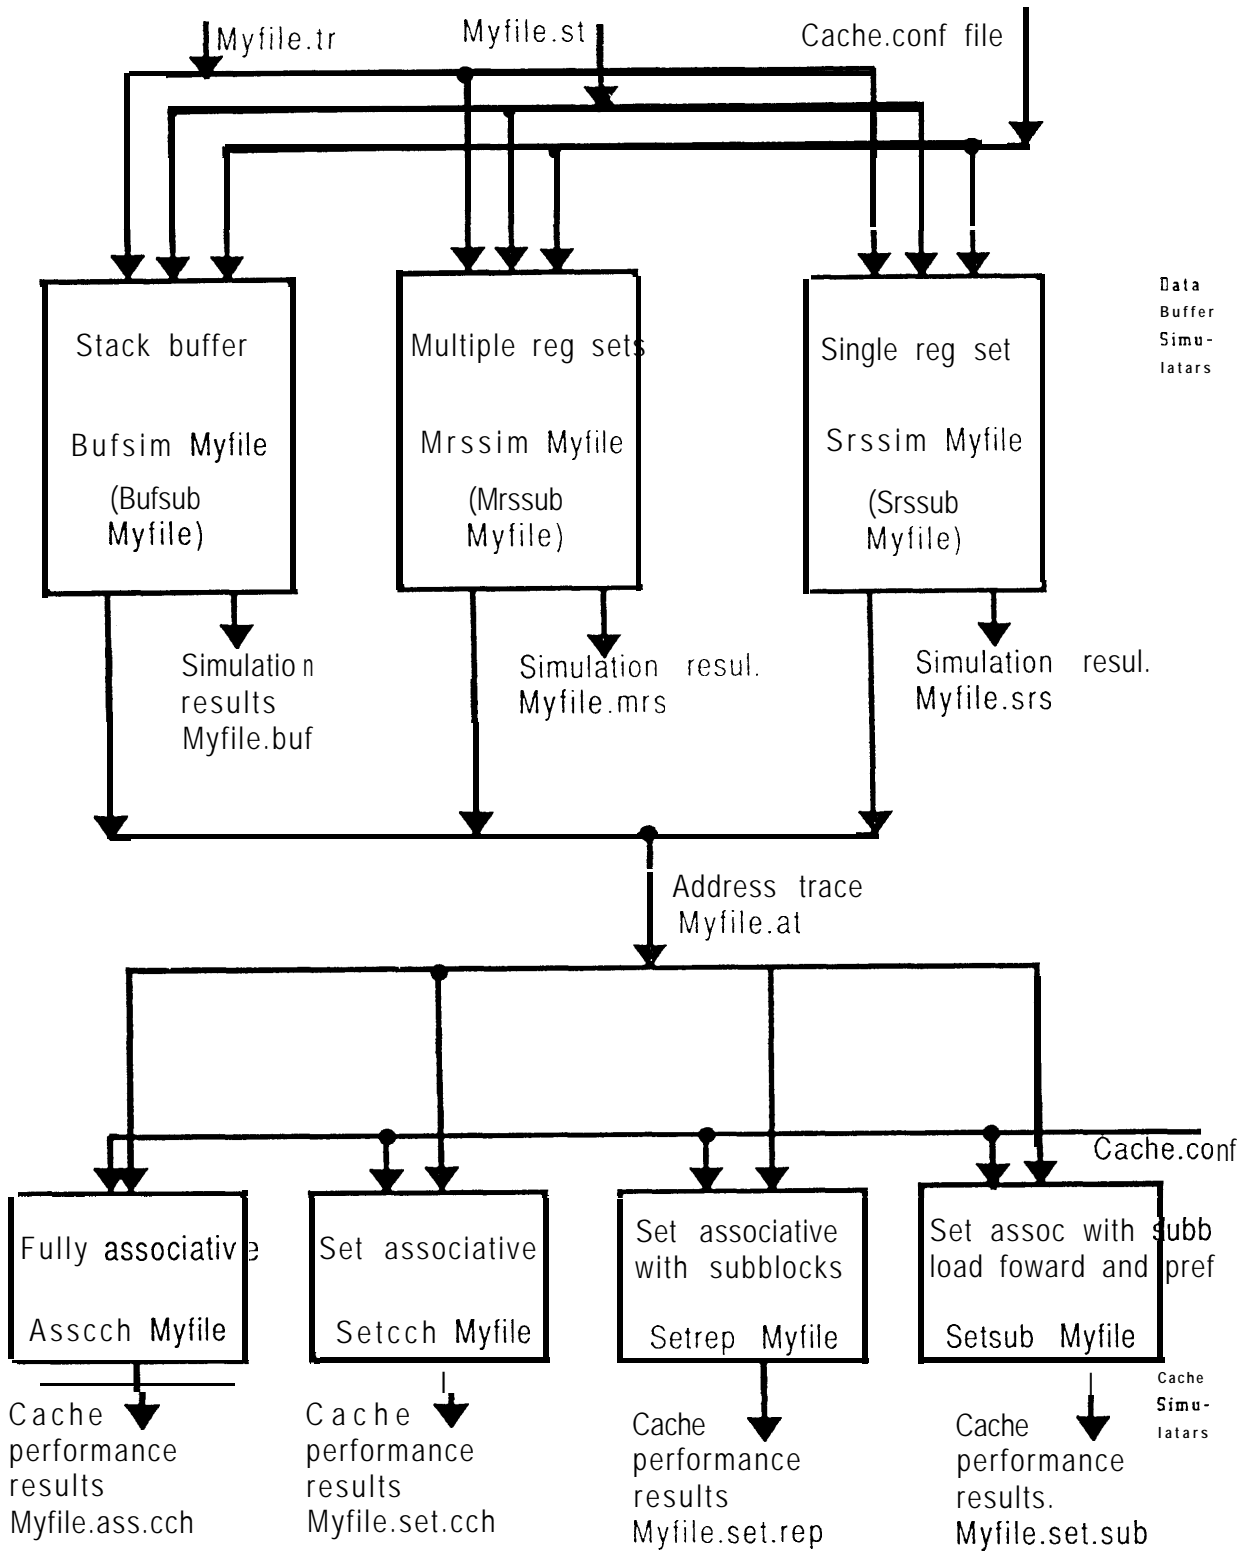 Myfile.tr
Myfile.st
Cache.conf file
Data
Buffer
Simu-
latars
Stack buffer
Bufsim Myfile
(Bufsub
Myfile)
Multiple reg sets
Mrssim Myfile
(Mrssub
Myfile)
Single reg set
Srssim Myfile
(Srssub
Myfile)
Simulation
results
Myfile.buf
Simulation resul.
Myfile.mrs
Simulation resul.
Myfile.srs
Address trace
Myfile.at
Cache.conf
Fully associative
Asscch Myfile
Set associative
Setcch Myfile
Set associative
with subblocks
Setrep Myfile
Set assoc with subb
load foward and pref
Setsub Myfile
Cache
Simu-
latars
Cache
performance
results
Myfile.ass.cch
Cache
performance
results
Myfile.set.cch
Cache
performance
results
Myfile.set.rep
Cache
performance
results.
Myfile.set.sub